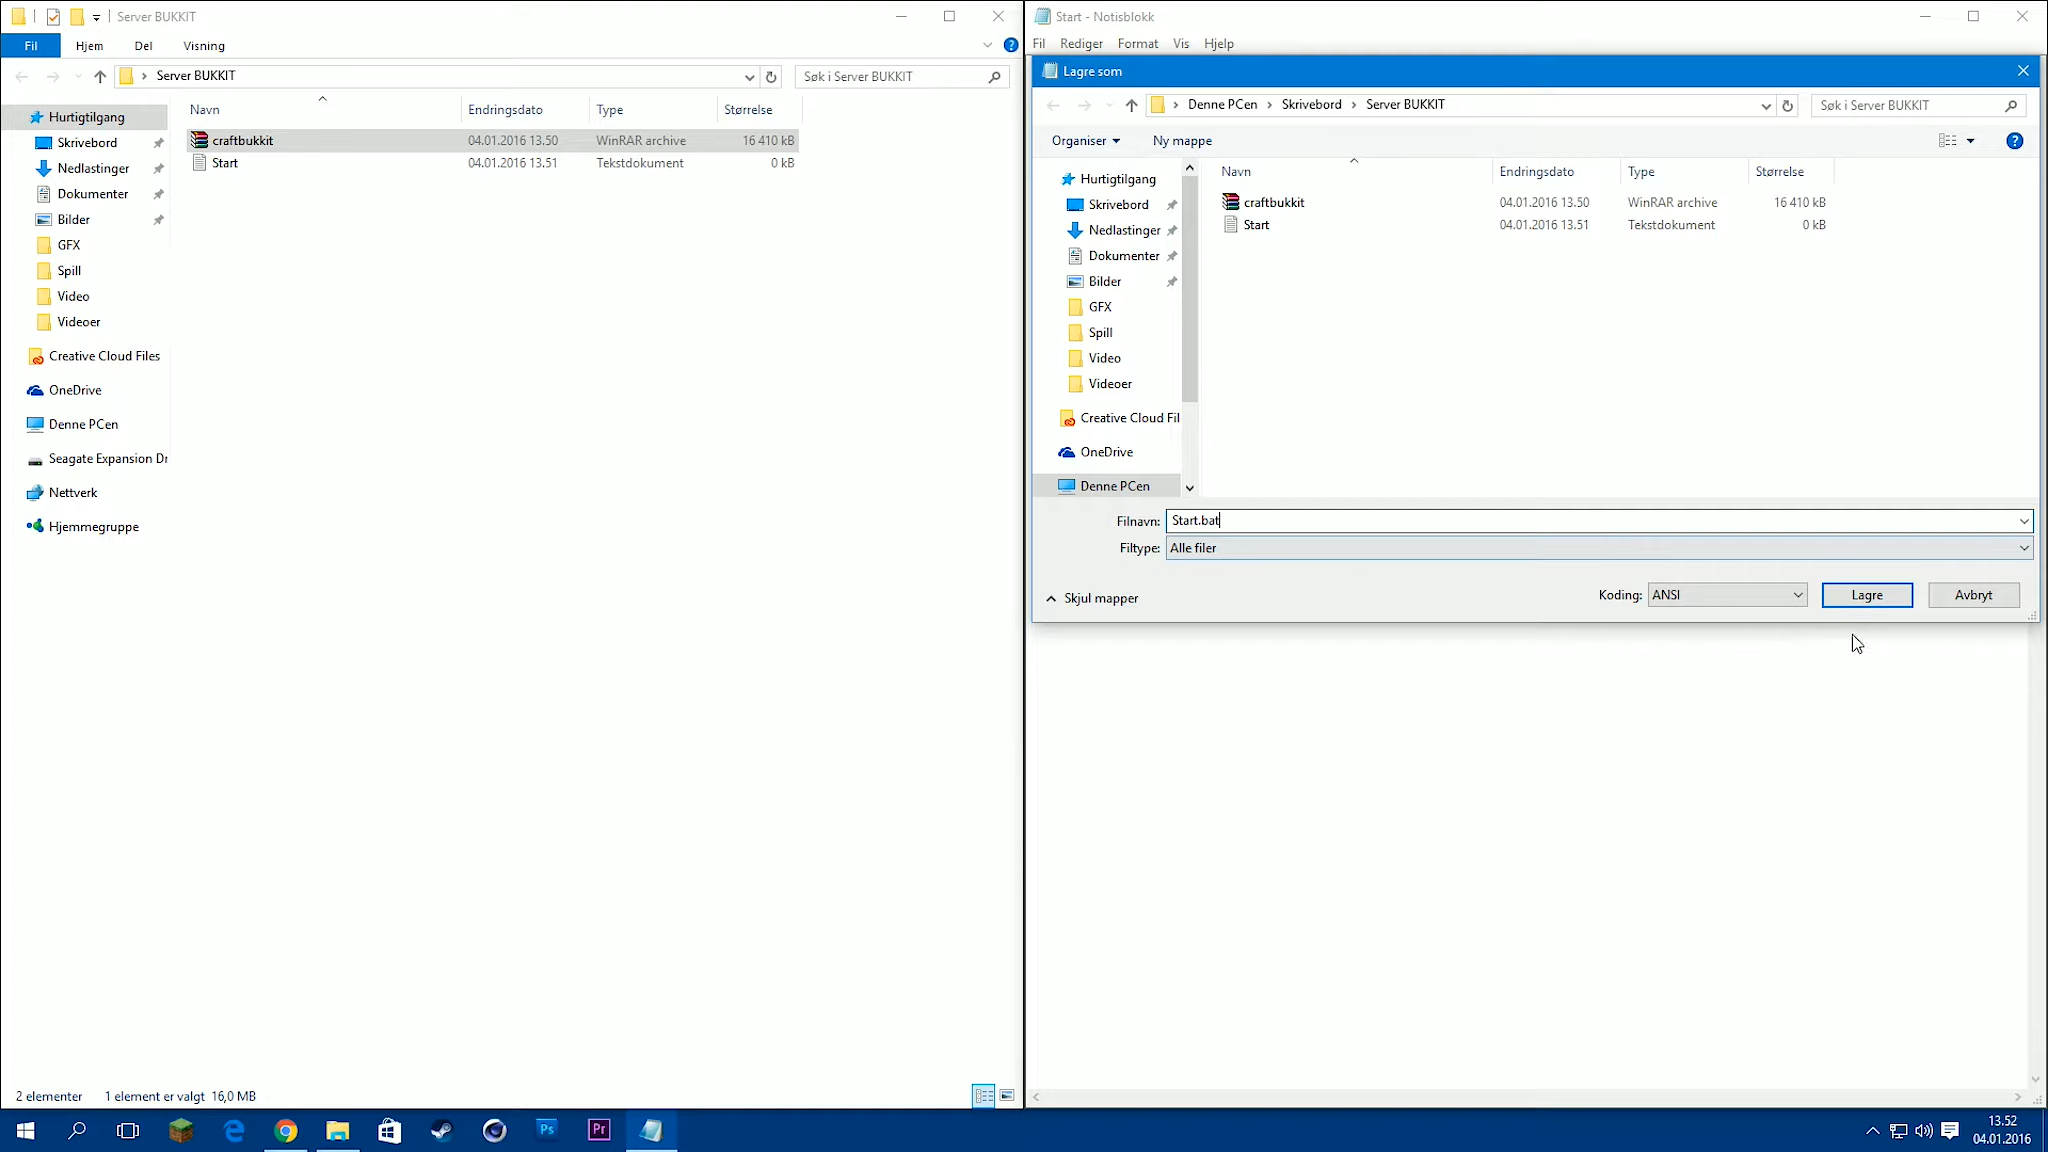 Server BUKKIT
Fil Hjem Del Visning
Server BUKKIT
Søk i Server BUKKIT
Navn Endringsdato Type Størrelse
craftbukkit 04.01.2016 13.50 WinRAR archive 16 410 kB
Start 04.01.2016 13.51 Tekstdokument 0 kB
Hurtigtilgang
Skrivebord
Nedlastinger
Dokumenter
Bilder
GFX
Spill
Video
Videoer
Creative Cloud Files
OneDrive
Denne PCen
Seagate Expansion Dr
Nettverk
Hjemmegruppe
2 elementer 1 element er valgt 16,0 MB
Start - Notisblokk
Fil Rediger Format Vis Hjelp
Lagre som
Denne PCen Skrivebord Server BUKKIT
Søk i Server BUKKIT
Organiser Ny mappe
Navn Endringsdato Type Størrelse
craftbukkit 04.01.2016 13.50 WinRAR archive 16 410 kB
Start 04.01.2016 13.51 Tekstdokument 0 kB
Hurtigtilgang
Skrivebord
Nedlastinger
Dokumenter
Bilder
GFX
Spill
Video
Videoer
Creative Cloud Fil
OneDrive
Denne PCen
Filnavn: Start.bat
Filtype: Alle filer
Skjul mapper
Koding: ANSI Lagre Avbryt
Ps Pr
13.52
04.01.2016